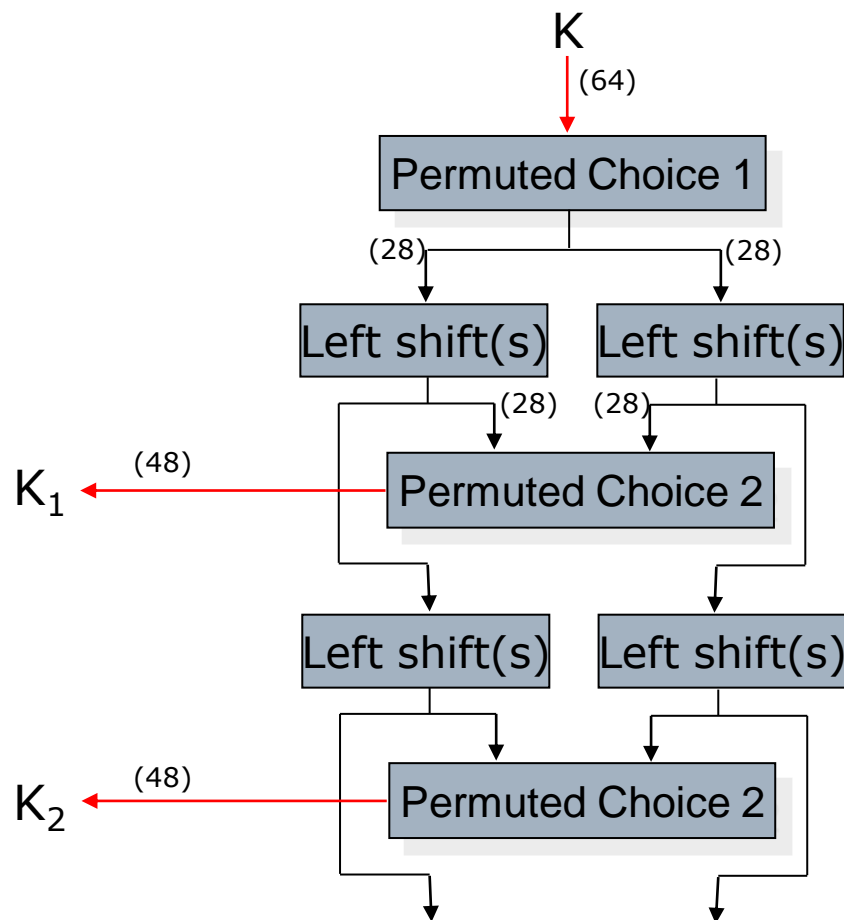 K
(64)
Permuted Choice 1
(28) (28)
Left shift(s) Left shift(s)
(28) (28)
(48)
K₁
Permuted Choice 2
Left shift(s) Left shift(s)
(48)
K₂
Permuted Choice 2